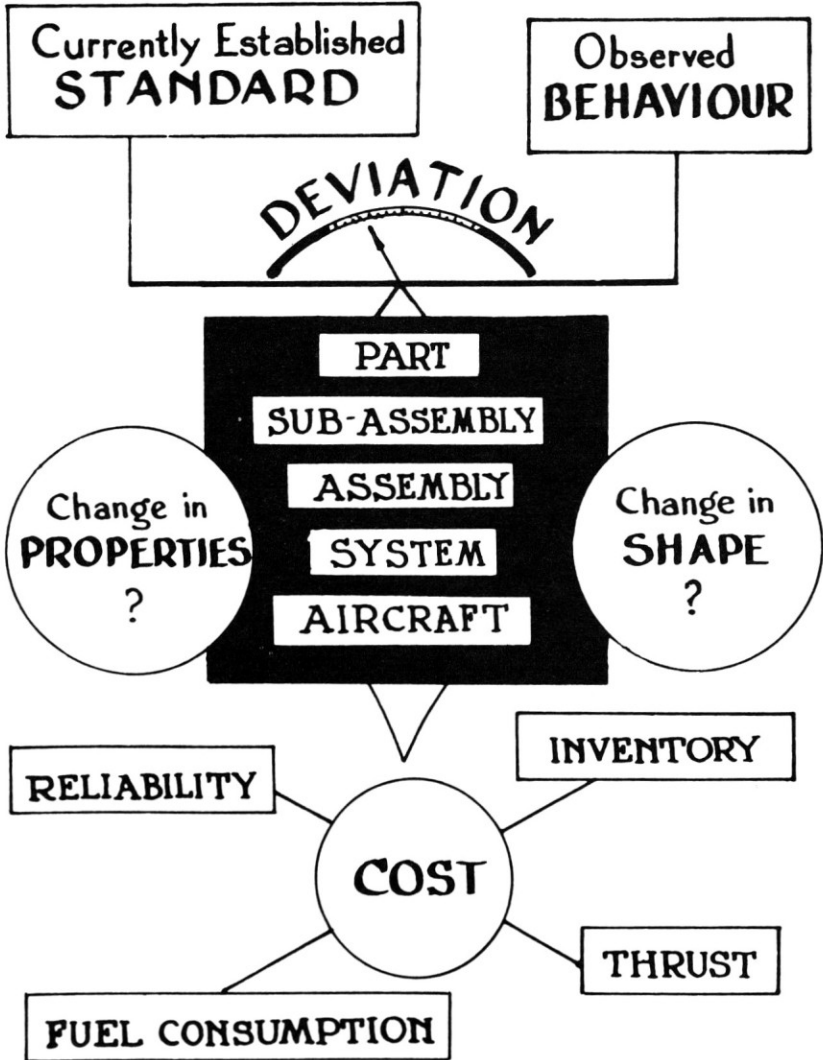 Currently Established
STANDARD
Observed
BEHAVIOUR
DEVIATION
PART
SUB-ASSEMBLY
ASSEMBLY
SYSTEM
AIRCRAFT
Change in
PROPERTIES
?
Change in
SHAPE
?
RELIABILITY
INVENTORY
COST
THRUST
FUEL CONSUMPTION